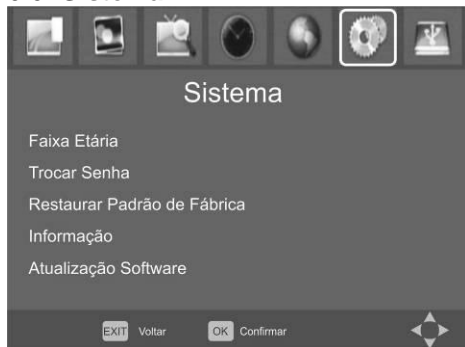 Sistema
Faixa Etária
Trocar Senha
Restaurar Padrão de Fábrica
Informação
Atualização Software
EXIT Voltar OK Confirmar